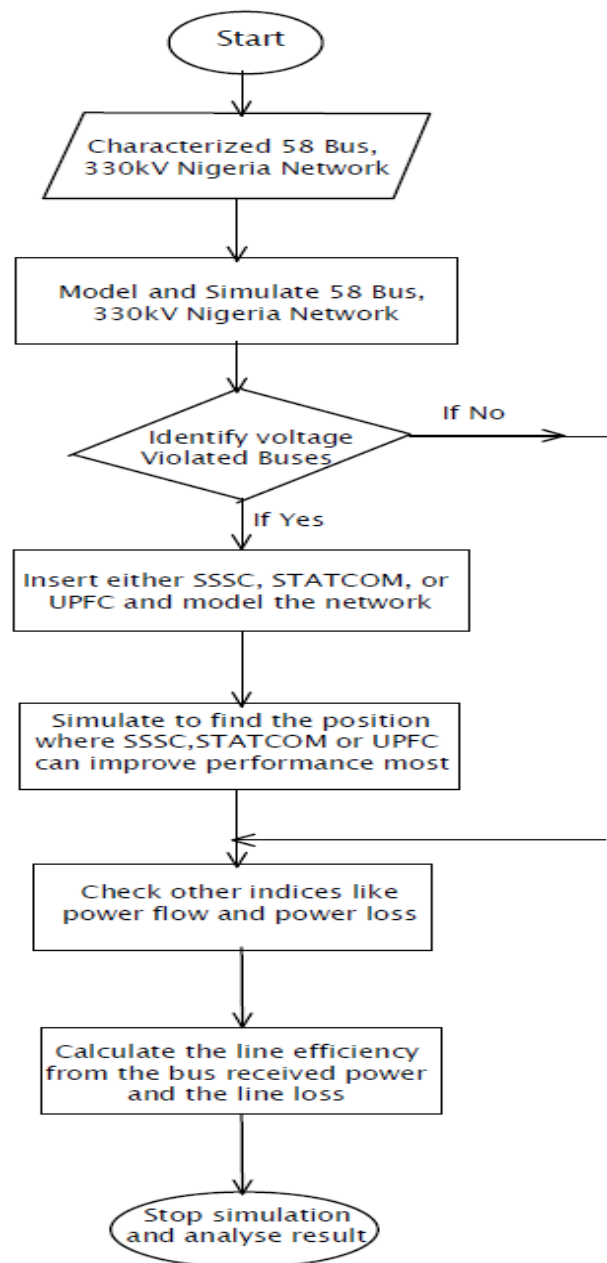 Start
Characterized 58 Bus,
330kV Nigeria Network
Model and Simulate 58 Bus,
330kV Nigeria Network
Identify voltage
Violated Buses
If No
If Yes
Insert either SSSC, STATCOM, or
UPFC and model the network
Simulate to find the position
where SSSC,STATCOM or UPFC
can improve performance most
Check other indices like
power flow and power loss
Calculate the line efficiency
from the bus received power
and the line loss
Stop simulation
and analyse result